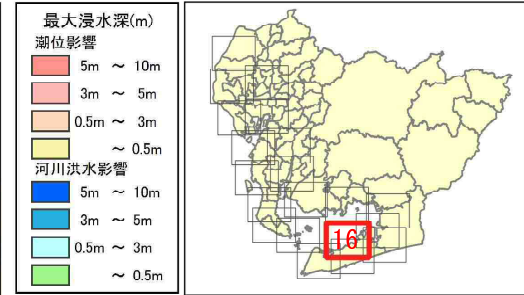 最大浸水深(m)
潮位影響
5m ～ 10m
3m ～ 5m
0.5m ～ 3m
～ 0.5m
河川洪水影響
5m ～ 10m
3m ～ 5m
0.5m ～ 3m
～ 0.5m
16